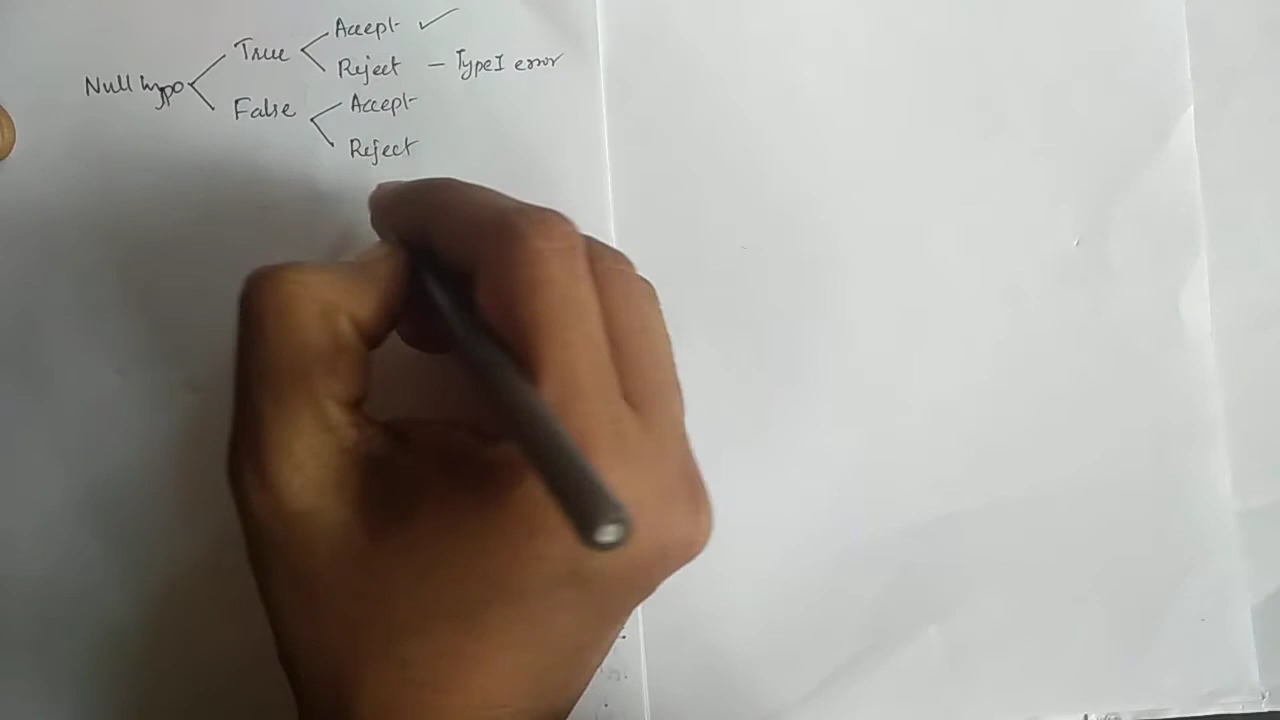 Null hypo
True
Accept ✓
Reject – Type I error
False
Accept
Reject